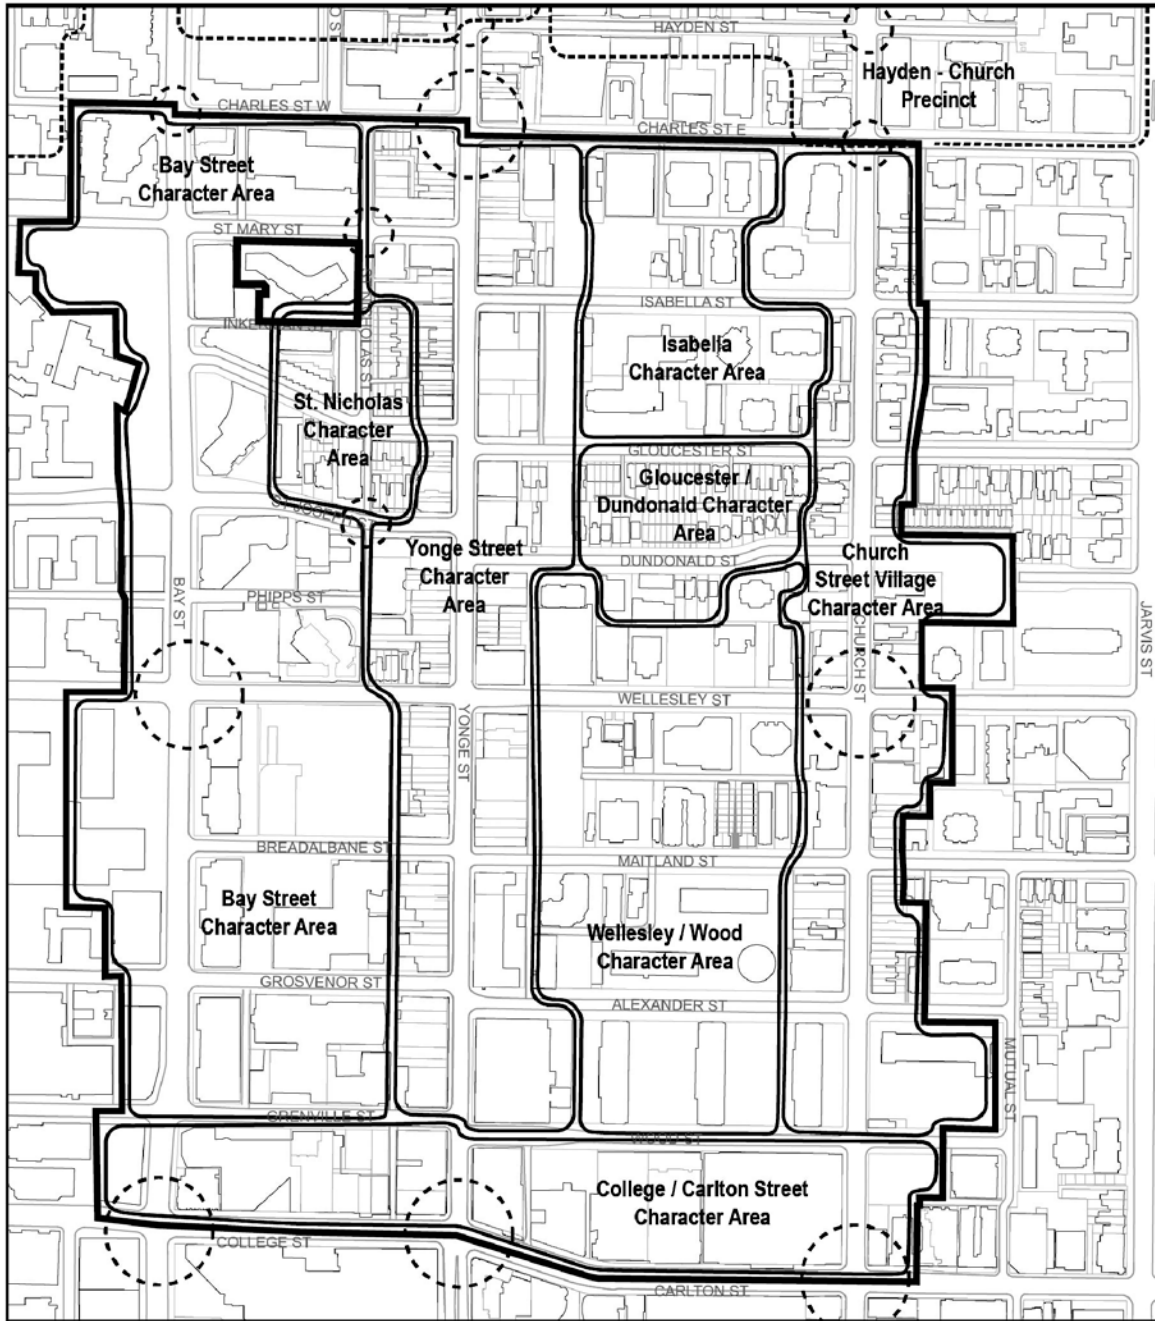 HAYDEN ST
Hayden - Church
Precinct
CHARLES ST W
CHARLES ST E
Bay Street
Character Area
ST MARY ST
ISABELLA ST
Isabella
Character Area
St. Nicholas
Character
Area
GLOUCESTER ST
Gloucester /
Dundonald Character
Area
Yonge Street
Character
Area
DUNDONALD ST
Church
Street Village
Character Area
BAY ST
PHIPPS ST
CHURCH ST
JARVIS ST
WELLESLEY ST
YONGE ST
BREADALBANE ST
MAITLAND ST
Bay Street
Character Area
Wellesley / Wood
Character Area
GROSVENOR ST
ALEXANDER ST
MUTUAL ST
GRENVILLE ST
WOOD ST
College / Carlton Street
Character Area
COLLEGE ST
CARLTON ST